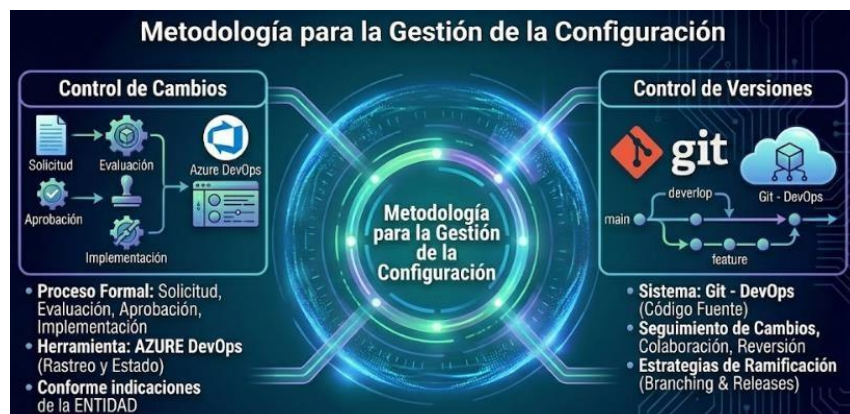 Metodología para la Gestión de la Configuración
Control de Cambios
Solicitud
Evaluación
Azure DevOps
Aprobación
Implementación
Proceso Formal: Solicitud,
Evaluación, Aprobación,
Implementación
Herramienta: AZURE DevOps
(Rastreo y Estado)
Conforme indicaciones
de la ENTIDAD
Metodología
para la Gestión
de la
Configuración
Control de Versiones
git
Git - DevOps
deverlop
main
feature
Sistema: Git - DevOps
(Código Fuente)
Seguimiento de Cambios,
Colaboración, Reversión
Estrategias de Ramificación
(Branching & Releases)